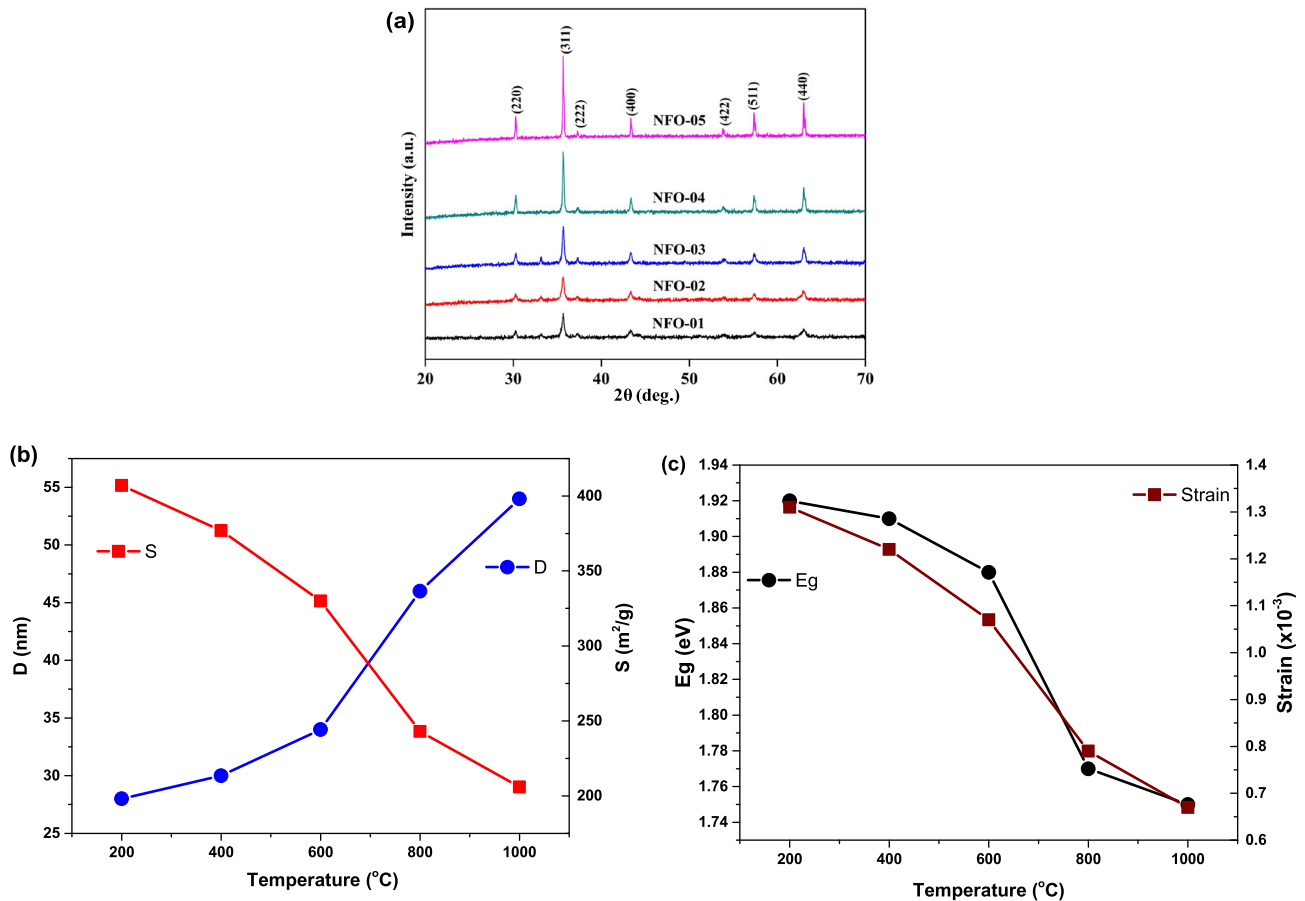 (a)
(311)
(220)
(222)
(400)
(422)
(511)
(440)
NFO-05
NFO-04
NFO-03
NFO-02
NFO-01
Intensity (a.u.)
20 30 40 50 60 70
2θ (deg.)
(b)
55
50
45
40
35
30
25
D (nm)
S
D
400
350
300
250
200
S (m²/g)
200 400 600 800 1000
Temperature (°C)
(c)
1.94
1.92
1.90
1.88
1.86
1.84
1.82
1.80
1.78
1.76
1.74
Eg (eV)
Strain
Eg
1.4
1.3
1.2
1.1
1.0
0.9
0.8
0.7
0.6
Strain (x10⁻³)
200 400 600 800 1000
Temperature (°C)